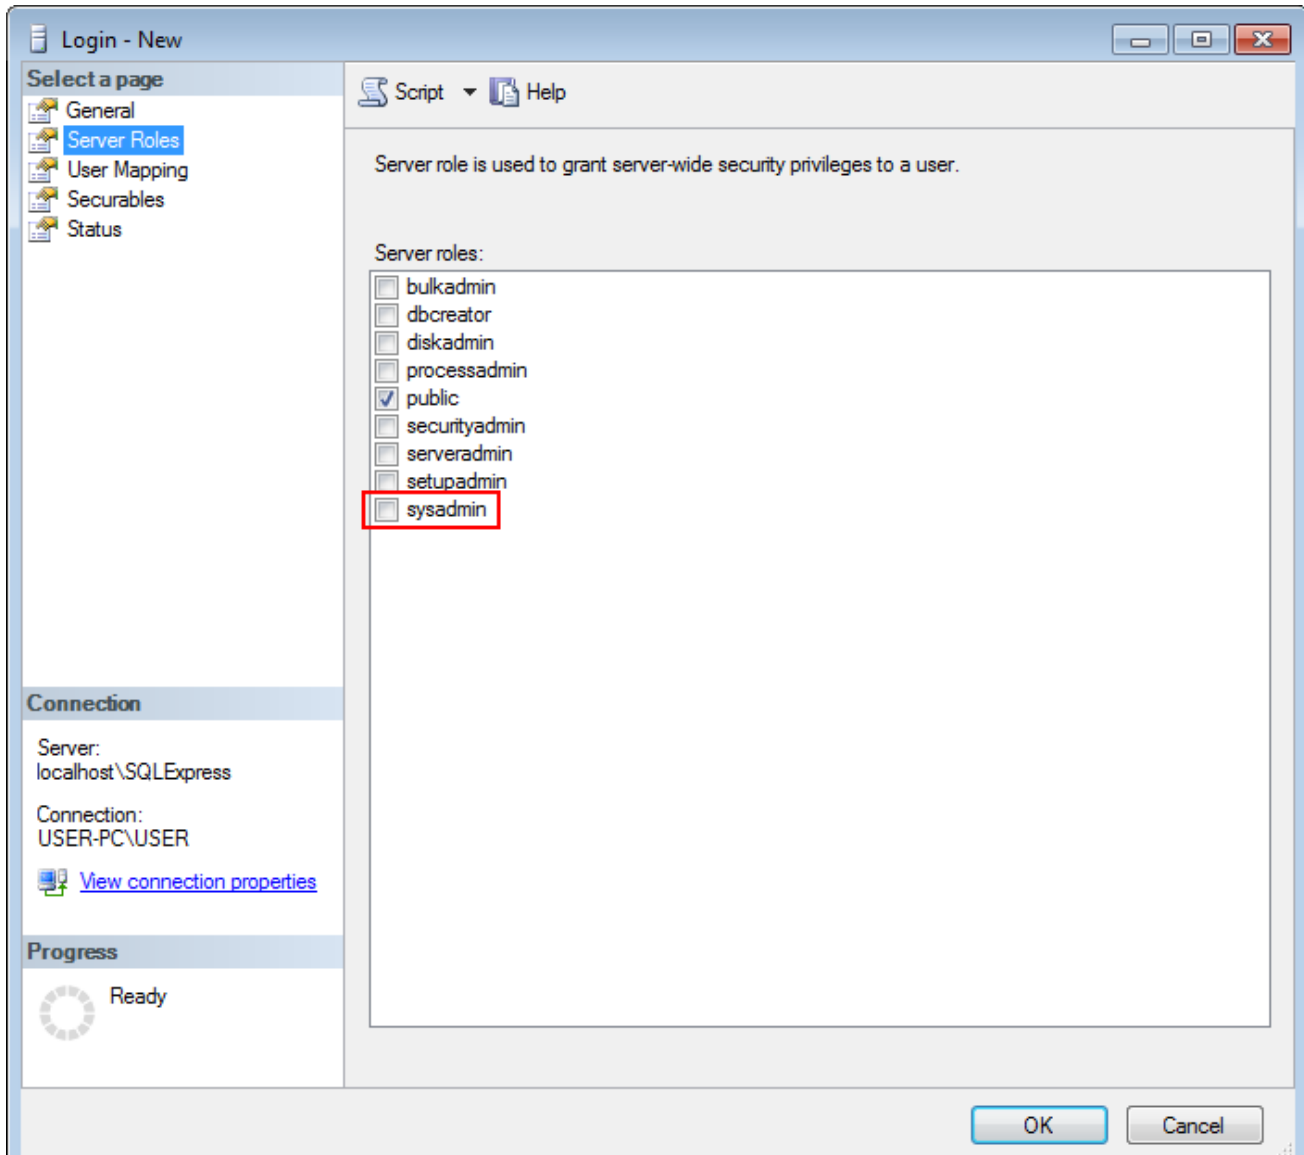 Login - New
Select a page
General
Server Roles
User Mapping
Securables
Status
Script
Help
Server role is used to grant server-wide security privileges to a user.
Server roles:
bulkadmin
dbcreator
diskadmin
processadmin
public
securityadmin
serveradmin
setupadmin
sysadmin
Connection
Server:
localhost\SQLExpress
Connection:
USER-PC\USER
View connection properties
Progress
Ready
OK
Cancel